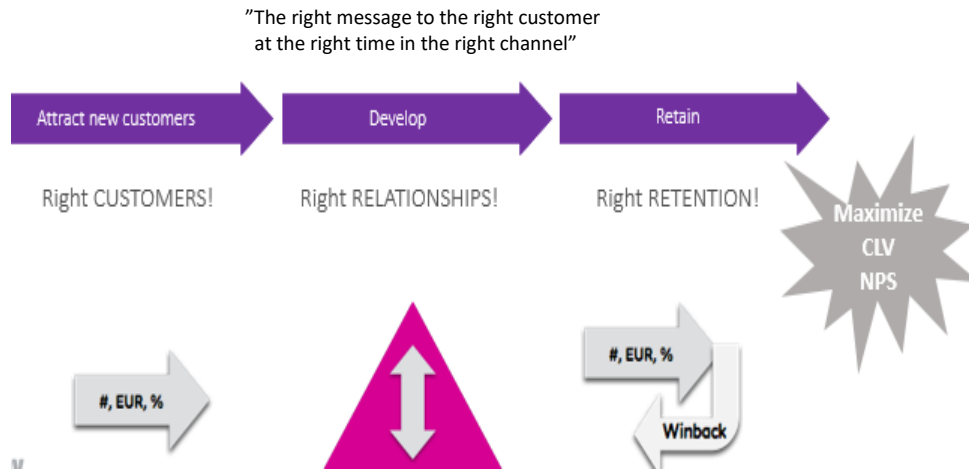 ”The right message to the right customer
at the right time in the right channel”
Attract new customers
Develop
Retain
Right CUSTOMERS!
Right RELATIONSHIPS!
Right RETENTION!
Maximize
CLV
NPS
#, EUR, %
#, EUR, %
Winback